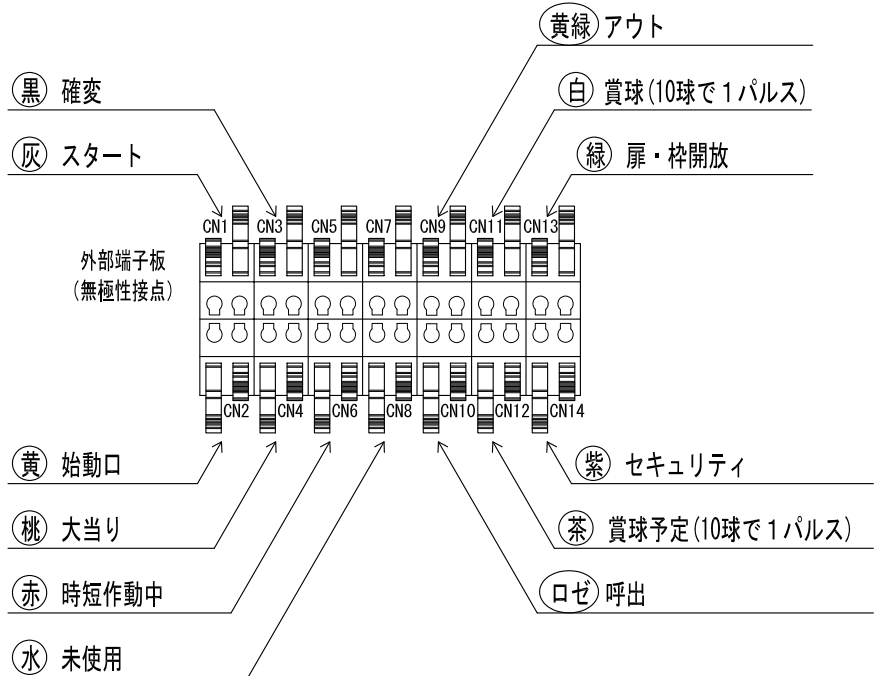 黄緑 アウト
黒 確変
白 賞球(10球で1パルス)
灰 スタート
緑 扉・枠開放
CN1 CN3 CN5 CN7 CN9 CN11 CN13
外部端子板
(無極性接点)
CN2 CN4 CN6 CN8 CN10 CN12 CN14
黄 始動口
紫 セキュリティ
桃 大当り
茶 賞球予定(10球で1パルス)
赤 時短作動中
ロゼ 呼出
水 未使用